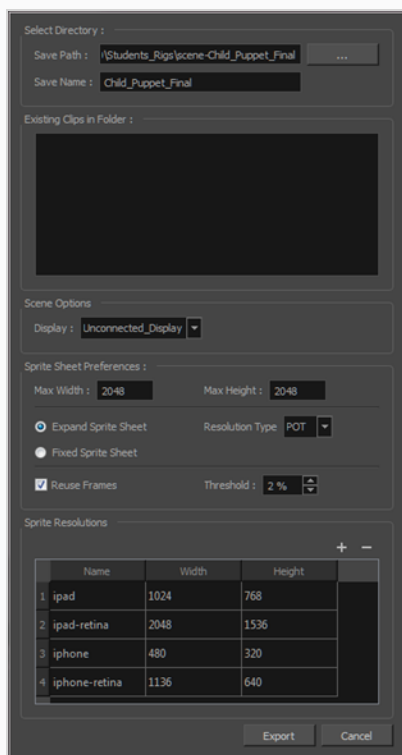 Select Directory :
Save Path : \Students_Rigs\scene-Child_Puppet_Final ...
Save Name : Child_Puppet_Final
Existing Clips in Folder :
Scene Options
Display : Unconnected_Display
Sprite Sheet Preferences :
Max Width : 2048 Max Height : 2048
Expand Sprite Sheet Resolution Type POT
Fixed Sprite Sheet
Reuse Frames Threshold : 2 %
Sprite Resolutions
+ −
Name Width Height
1 ipad 1024 768
2 ipad-retina 2048 1536
3 iphone 480 320
4 iphone-retina 1136 640
Export Cancel